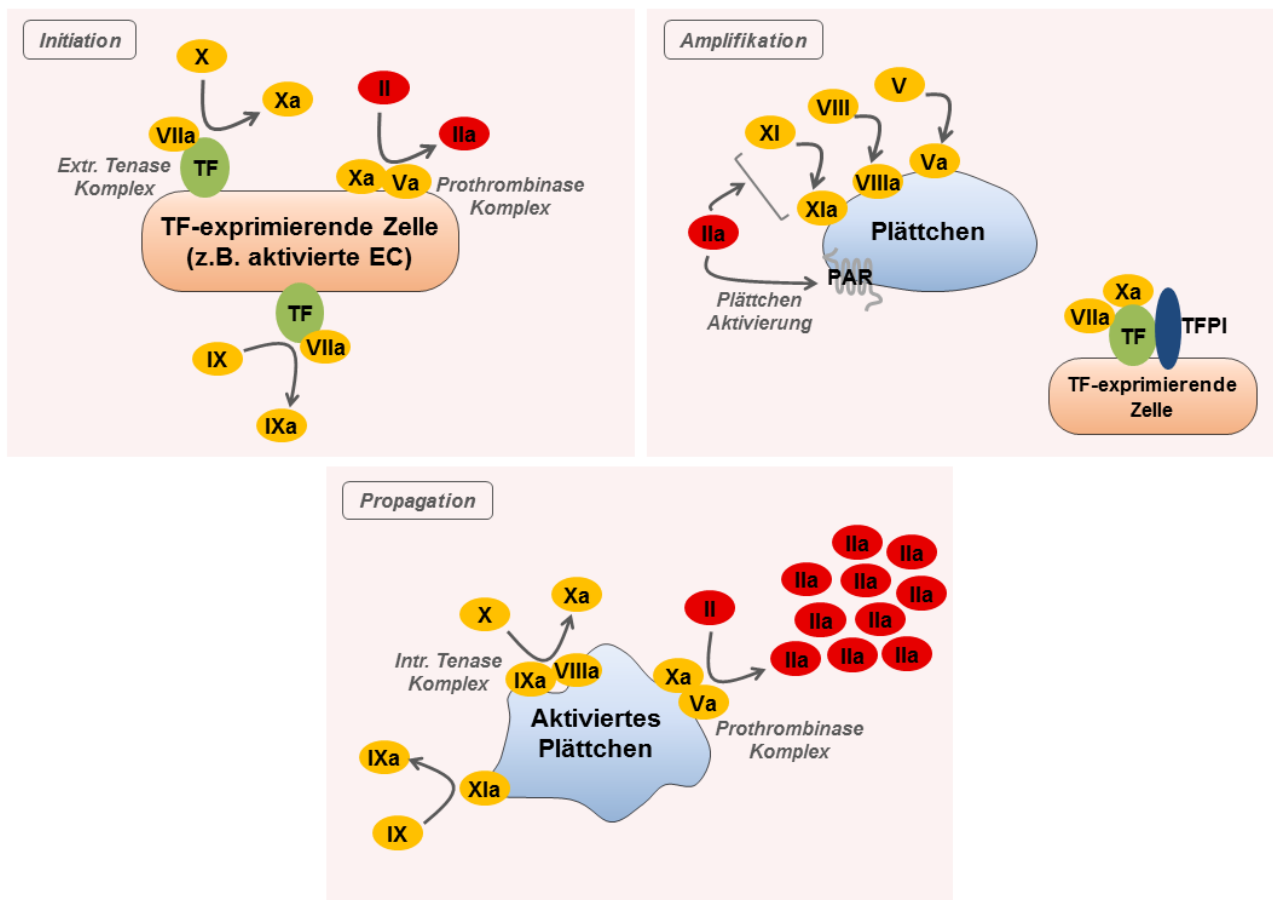 Initiation
X
Xa
II
IIa
VIIa
TF
Extr. Tenase
Komplex
Xa
Va
Prothrombinase
Komplex
TF-exprimierende Zelle
(z.B. aktivierte EC)
TF
VIIa
IX
IXa
Amplifikation
V
VIII
XI
Va
VIIIa
XIa
IIa
Plättchen
PAR
Plättchen
Aktivierung
Xa
VIIa
TF
TFPI
TF-exprimierende
Zelle
Propagation
X
Xa
Intr. Tenase
Komplex
IXa
VIIIa
II
Xa
Va
Prothrombinase
Komplex
Aktiviertes
Plättchen
IXa
XIa
IX
IIa
IIa
IIa
IIa
IIa
IIa
IIa
IIa
IIa
IIa